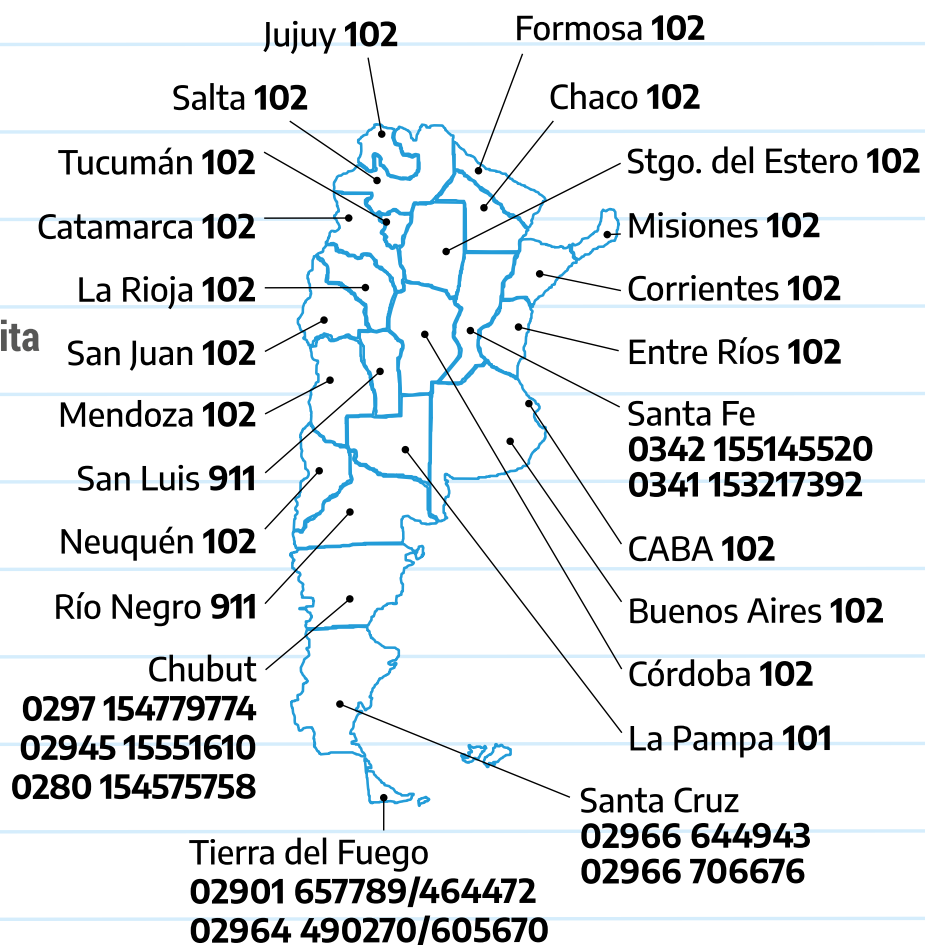 Jujuy 102
Formosa 102
Salta 102
Chaco 102
Tucumán 102
Stgo. del Estero 102
Catamarca 102
Misiones 102
La Rioja 102
Corrientes 102
ita
San Juan 102
Entre Ríos 102
Mendoza 102
Santa Fe
0342 155145520
0341 153217392
San Luis 911
Neuquén 102
CABA 102
Río Negro 911
Buenos Aires 102
Chubut
0297 154779774
02945 15551610
0280 154575758
Córdoba 102
La Pampa 101
Santa Cruz
02966 644943
02966 706676
Tierra del Fuego
02901 657789/464472
02964 490270/605670